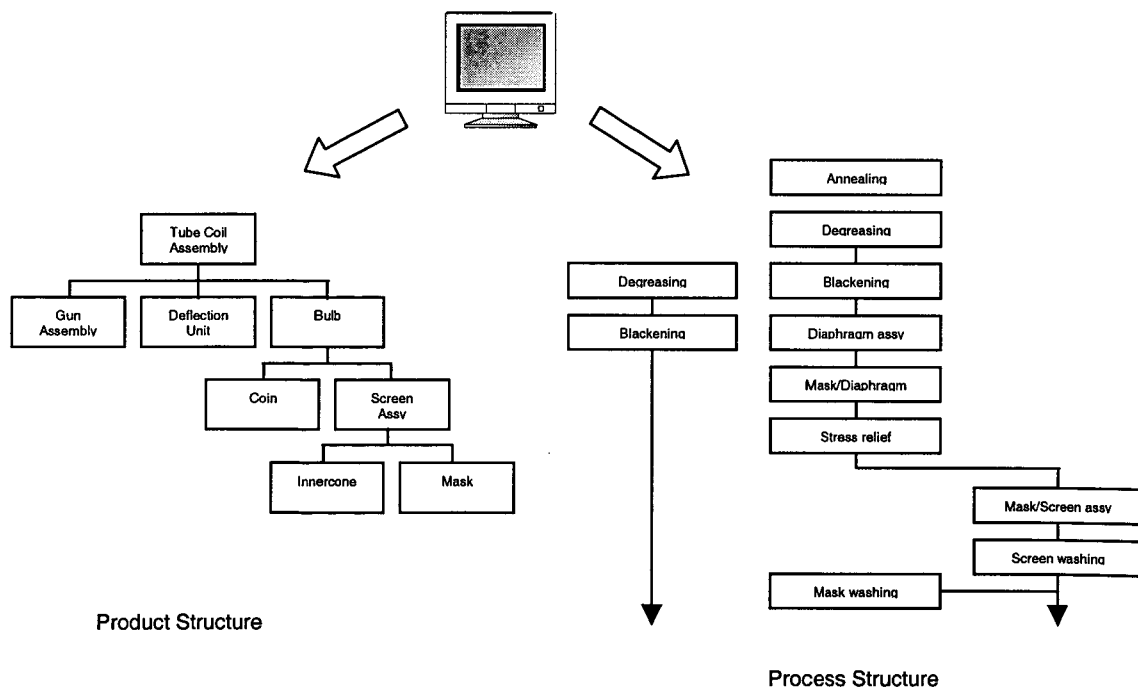 Tube Coil
Assembly
Gun
Assembly
Deflection
Unit
Bulb
Coin
Screen
Assy
Innercone
Mask
Product Structure
Degreasing
Blackening
Annealing
Degreasing
Blackening
Diaphragm assy
Mask/Diaphragm
Stress relief
Mask/Screen assy
Screen washing
Mask washing
Process Structure